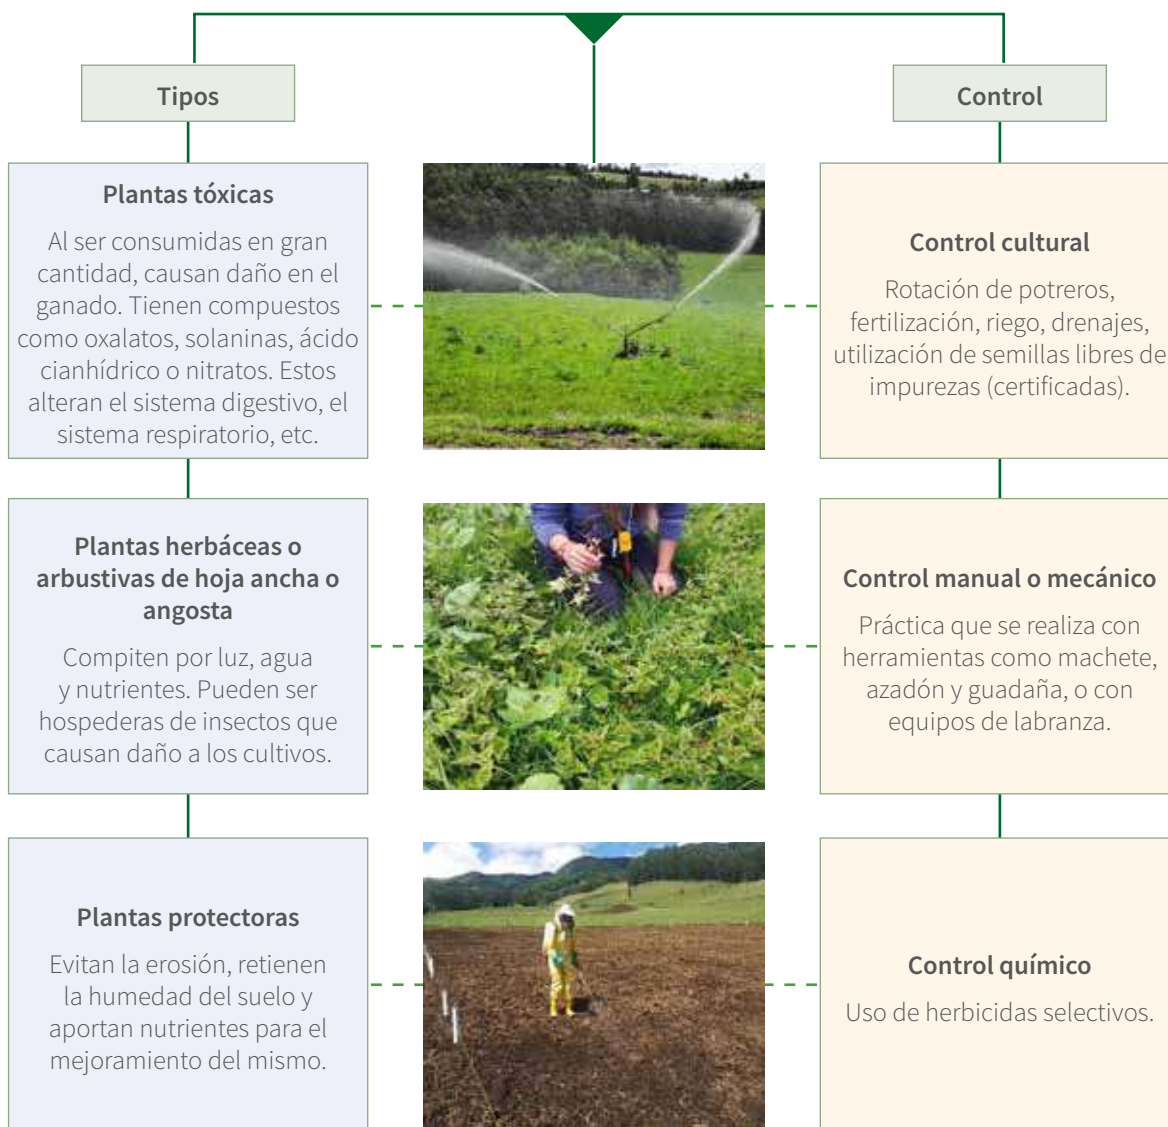 Tipos
Plantas tóxicas
Al ser consumidas en gran
cantidad, causan daño en el
ganado. Tienen compuestos
como oxalatos, solaninas, ácido
cianhídrico o nitratos. Estos
alteran el sistema digestivo, el
sistema respiratorio, etc.
Plantas herbáceas o
arbustivas de hoja ancha o
angosta
Compiten por luz, agua
y nutrientes. Pueden ser
hospederas de insectos que
causan daño a los cultivos.
Plantas protectoras
Evitan la erosión, retienen
la humedad del suelo y
aportan nutrientes para el
mejoramiento del mismo.
Control
Control cultural
Rotación de potreros,
fertilización, riego, drenajes,
utilización de semillas libres de
impurezas (certificadas).
Control manual o mecánico
Práctica que se realiza con
herramientas como machete,
azadón y guadaña, o con
equipos de labranza.
Control químico
Uso de herbicidas selectivos.